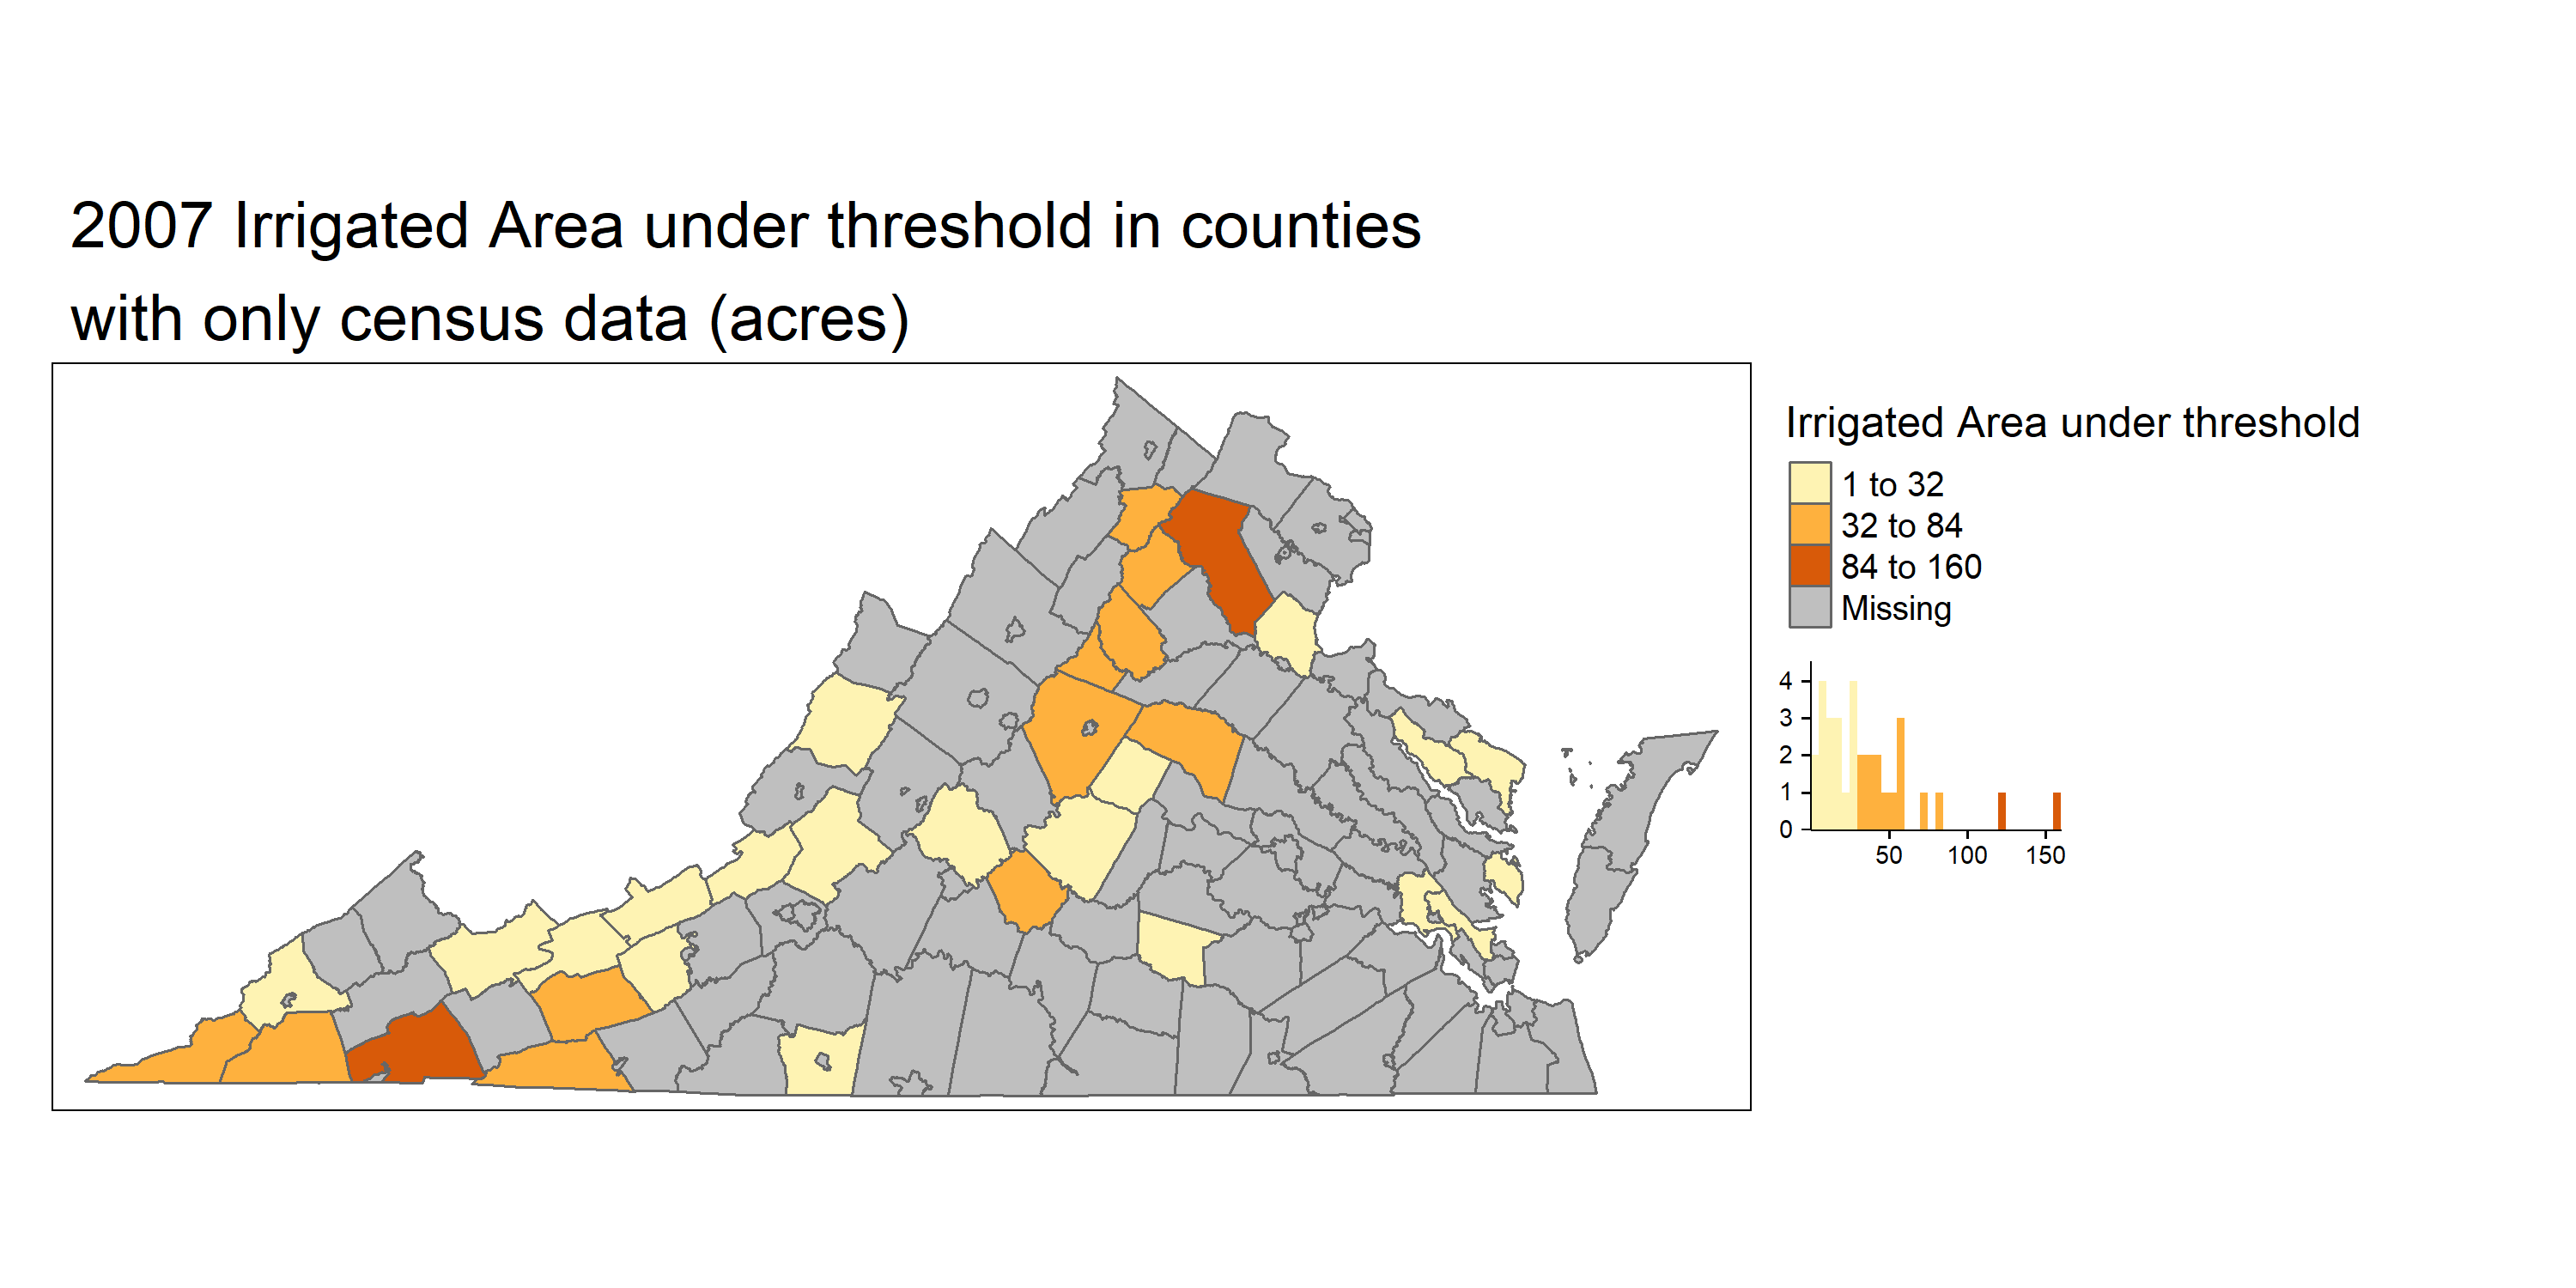 2007 Irrigated Area under threshold in counties
with only census data (acres)
Irrigated Area under threshold
1 to 32
32 to 84
84 to 160
Missing
4
3
2
1
0
50 100 150